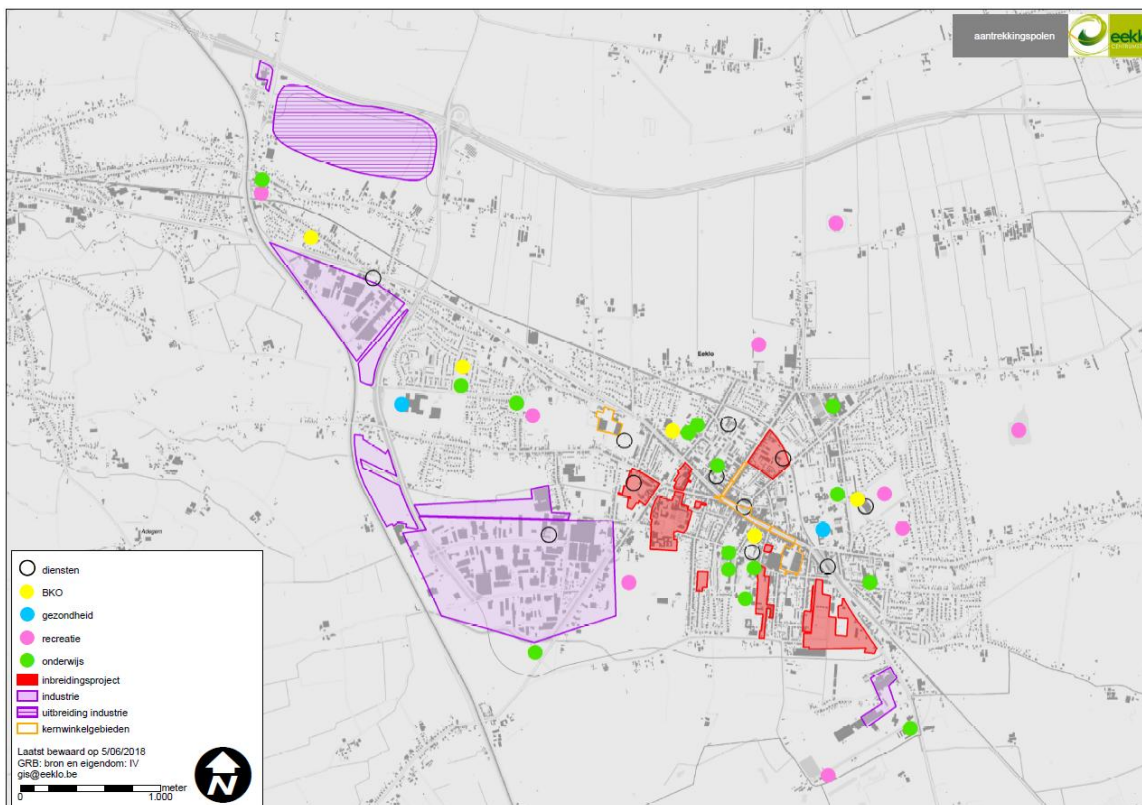 aantrekkingspolen
eeklo
Eeklo
Adegem
diensten
BKO
gezondheid
recreatie
onderwijs
inbreidingsproject
industrie
uitbreiding industrie
kernwinkelgebieden
Laatst bewaard op 5/06/2018
GRB: bron en eigendom: IV
gis@eeklo.be
meter
0 1.000
N